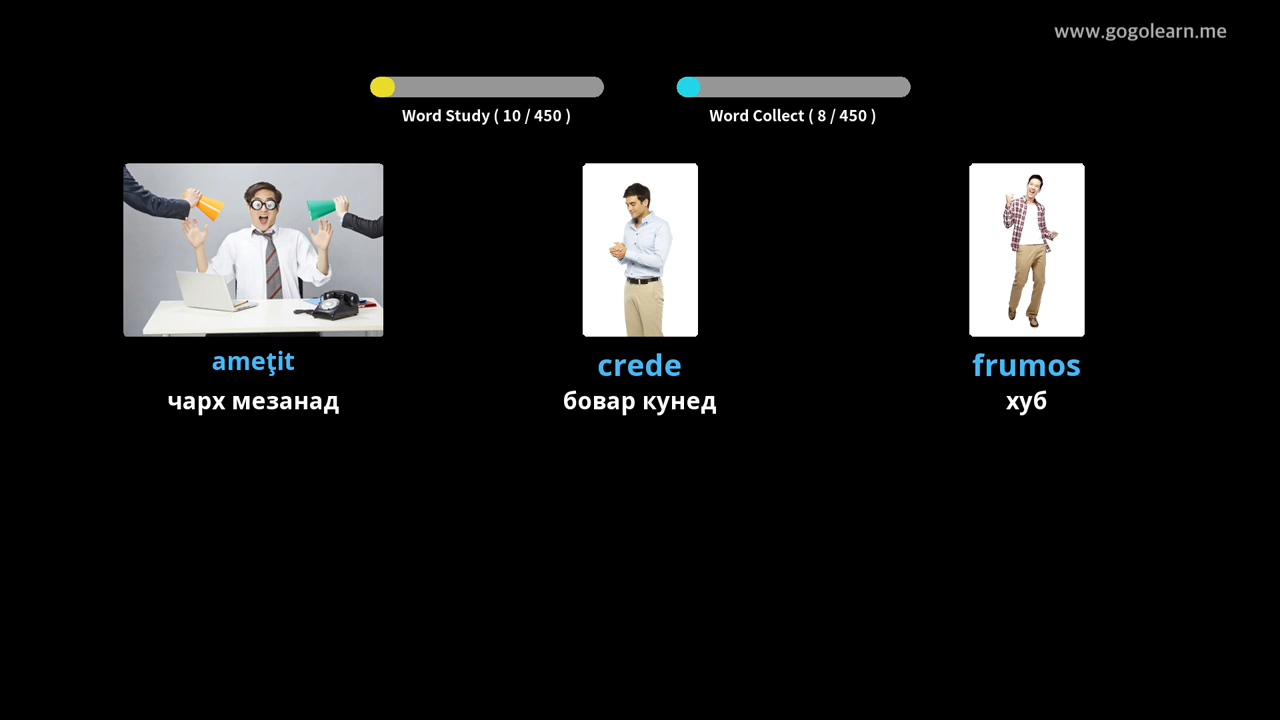 www.gogolearn.me
Word Study ( 10 / 450 )
Word Collect ( 8 / 450 )
ameţit
crede
frumos
чарх мезанад
бовар кунед
хуб